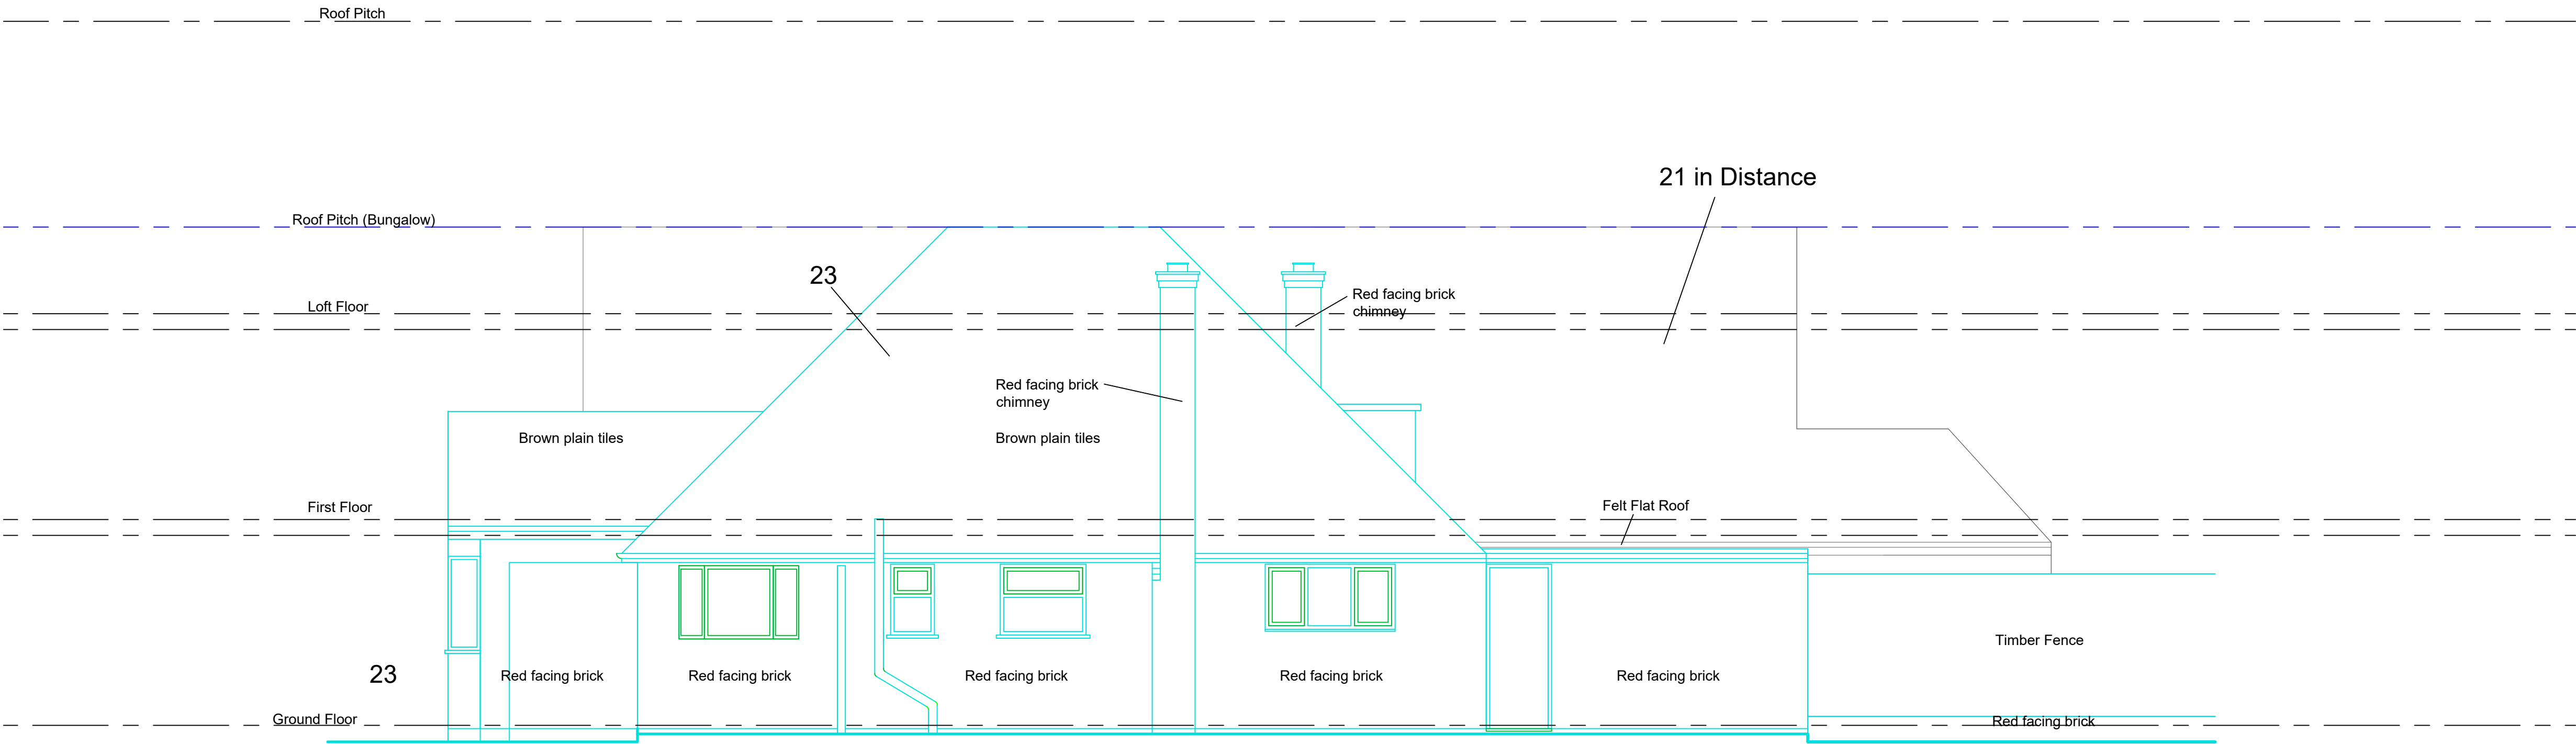 Roof Pitch
21 in Distance
Roof Pitch (Bungalow)
23
Red facing brick
chimney
Loft Floor
Red facing brick
chimney
Brown plain tiles
Brown plain tiles
First Floor
Felt Flat Roof
Timber Fence
23
Red facing brick
Red facing brick
Red facing brick
Red facing brick
Red facing brick
Ground Floor
Red facing brick